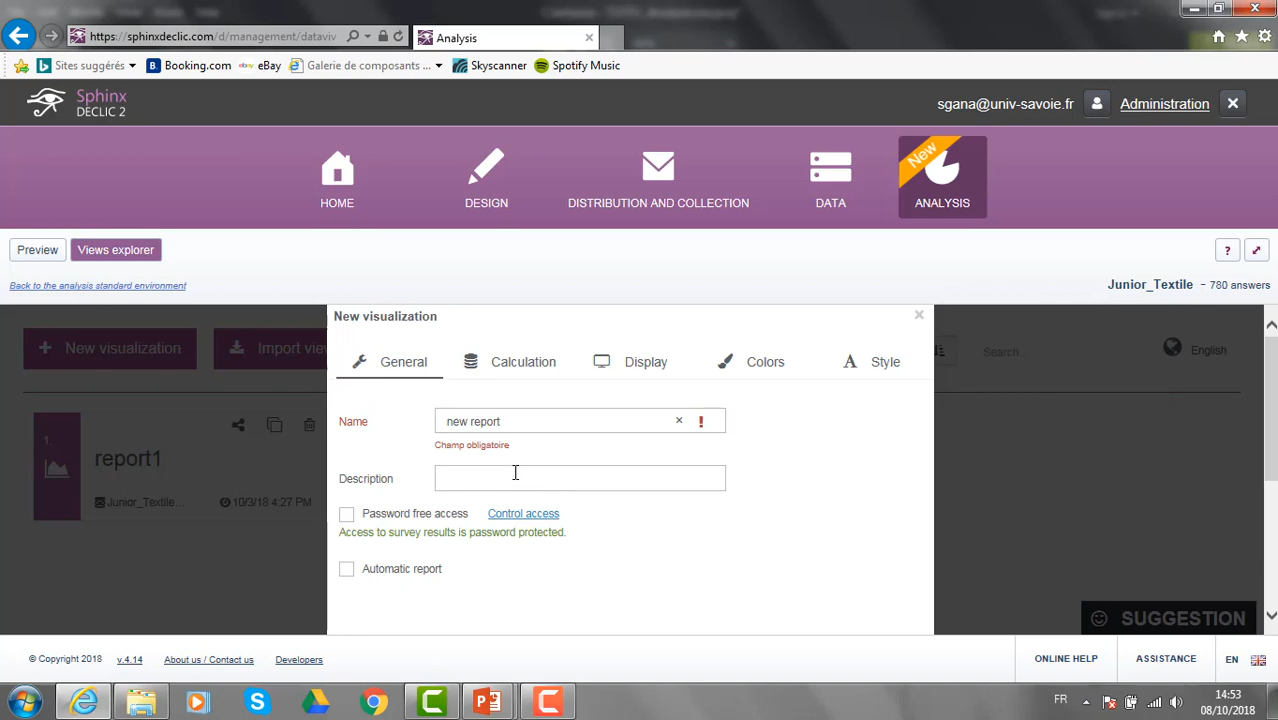 https://sphinxdeclic.com/d/management/dataviv
Analysis
Sites suggérés
Booking.com
eBay
Galerie de composants ...
Skyscanner
Spotify Music
Sphinx
DECLIC 2
sgana@univ-savoie.fr
Administration
HOME
DESIGN
DISTRIBUTION AND COLLECTION
DATA
New
ANALYSIS
Preview
Views explorer
?
Back to the analysis standard environment
Junior_Textile - 780 answers
New visualization
+ New visualization
Import view
Search...
English
General
Calculation
Display
Colors
A Style
Name
new report
Champ obligatoire
Description
Password free access
Control access
Access to survey results is password protected.
Automatic report
1.
report1
Junior_Textile...
10/3/18 4:27 PM
SUGGESTION
© Copyright 2018
v.4.14
About us / Contact us
Developers
ONLINE HELP
ASSISTANCE
EN
FR
14:53
08/10/2018